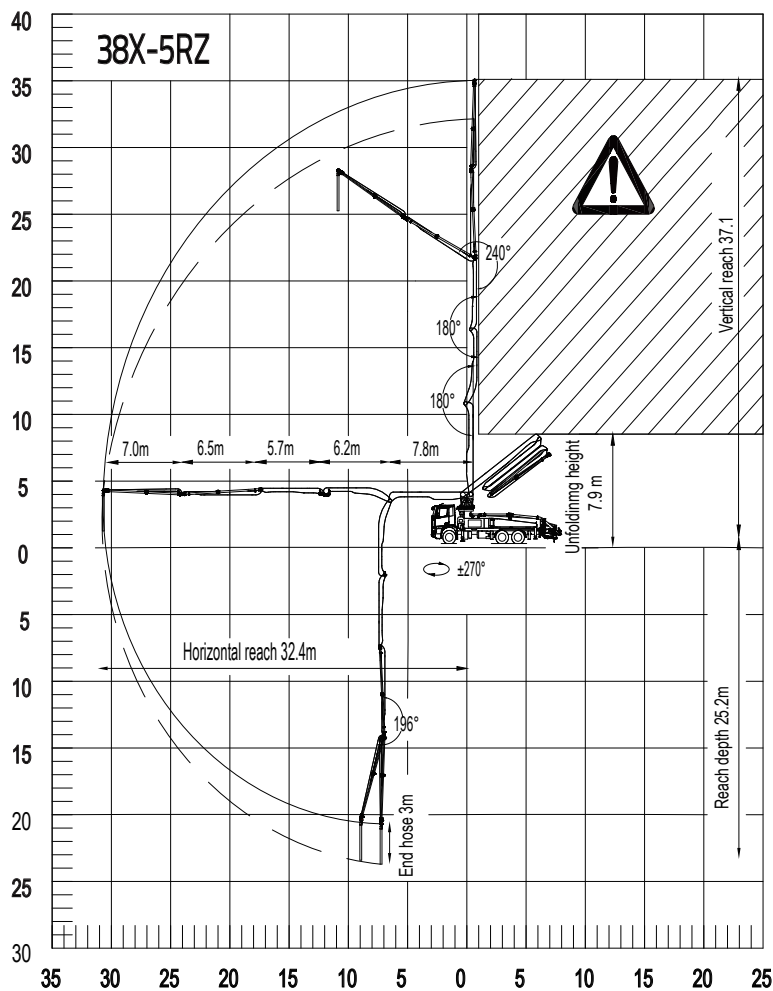 38X-5RZ
40
35
30
25
20
15
10
5
0
5
10
15
20
25
30
240°
180°
180°
Vertical reach 37.1
7.0m
6.5m
5.7m
6.2m
7.8m
Unfoldinmg height
7.9 m
±270°
Horizontal reach 32.4m
196°
End hose 3m
Reach depth 25.2m
35
30
25
20
15
10
5
0
5
10
15
20
25